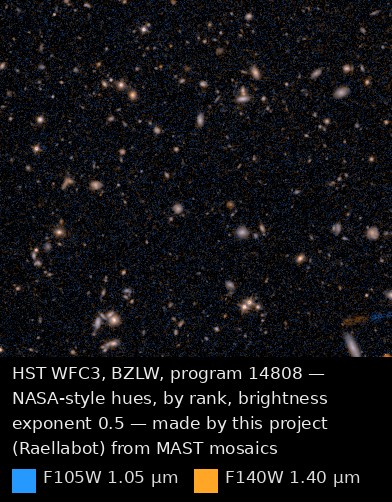 HST WFC3, BZLW, program 14808 —
NASA-style hues, by rank, brightness
exponent 0.5 — made by this project
(Raellabot) from MAST mosaics
F105W 1.05 μm F140W 1.40 μm